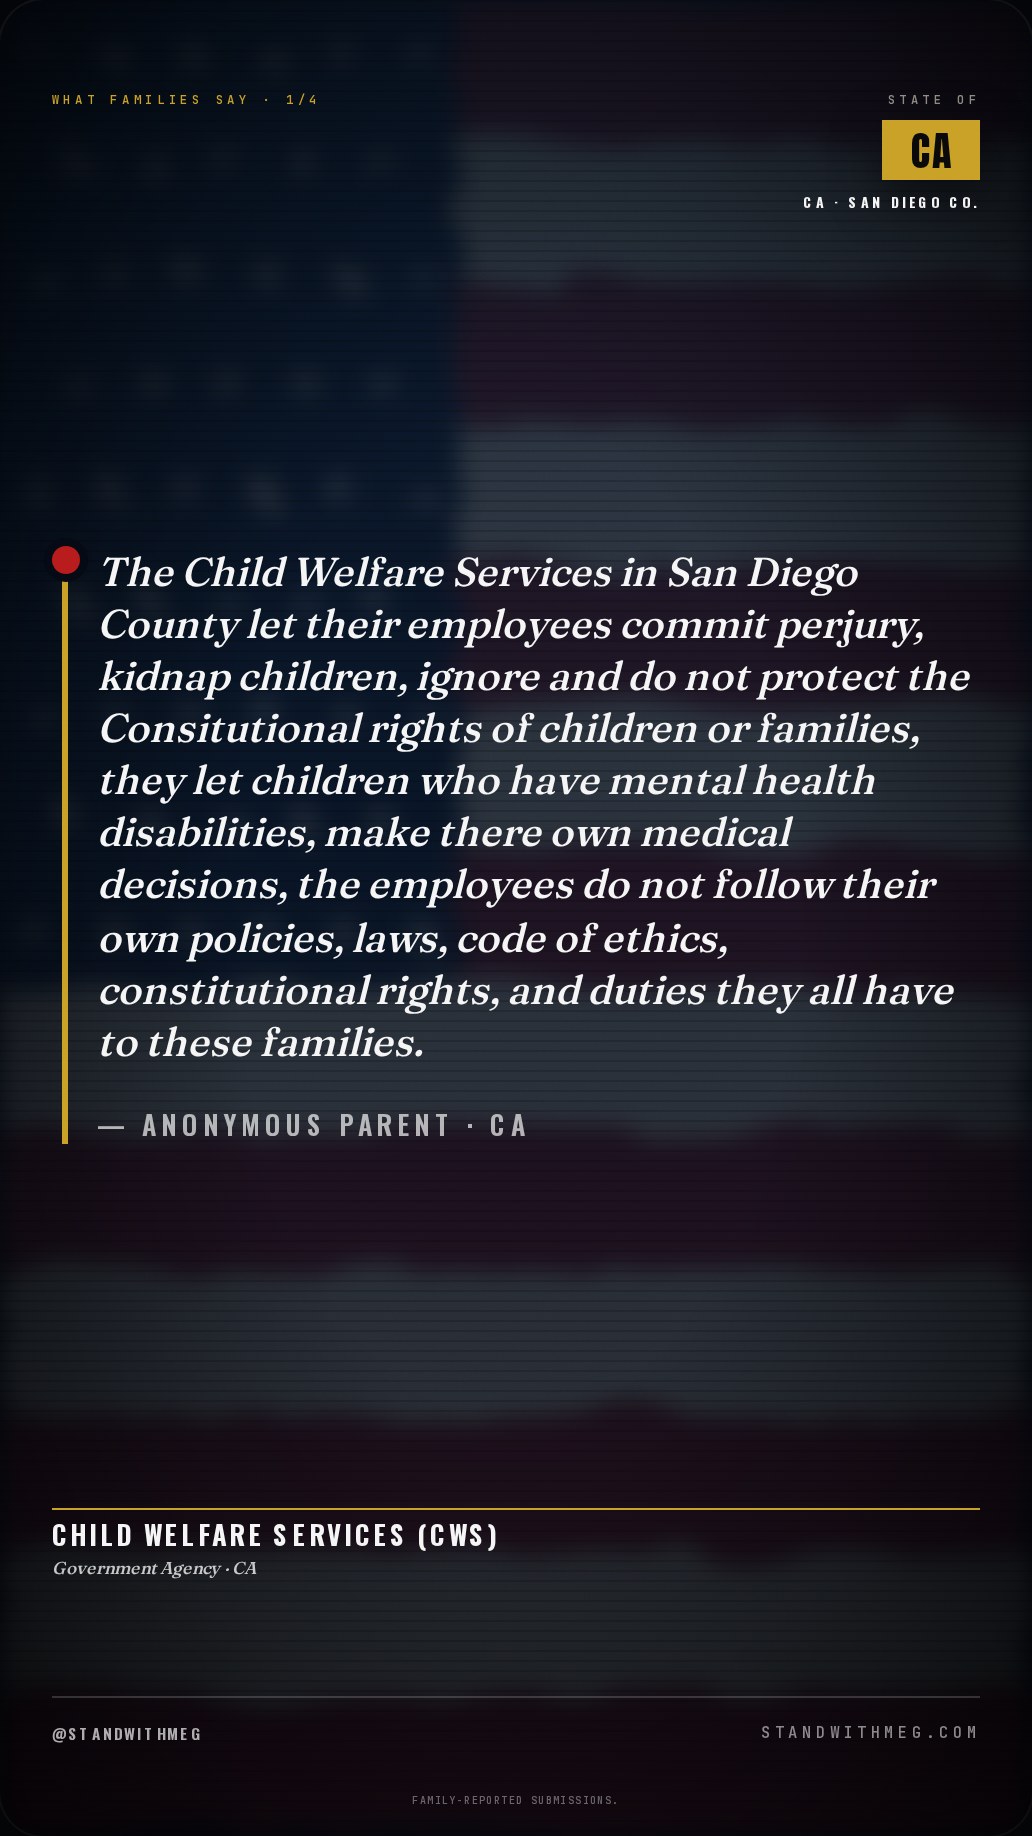 WHAT FAMILIES SAY · 1/4
STATE OF
CA
CA · SAN DIEGO CO.
The Child Welfare Services in San Diego
County let their employees commit perjury,
kidnap children, ignore and do not protect the
Consitutional rights of children or families,
they let children who have mental health
disabilities, make there own medical
decisions, the employees do not follow their
own policies, laws, code of ethics,
constitutional rights, and duties they all have
to these families.
— ANONYMOUS PARENT · CA
CHILD WELFARE SERVICES (CWS)
Government Agency · CA
@STANDWITHMEG
STANDWITHMEG.COM
FAMILY-REPORTED SUBMISSIONS.